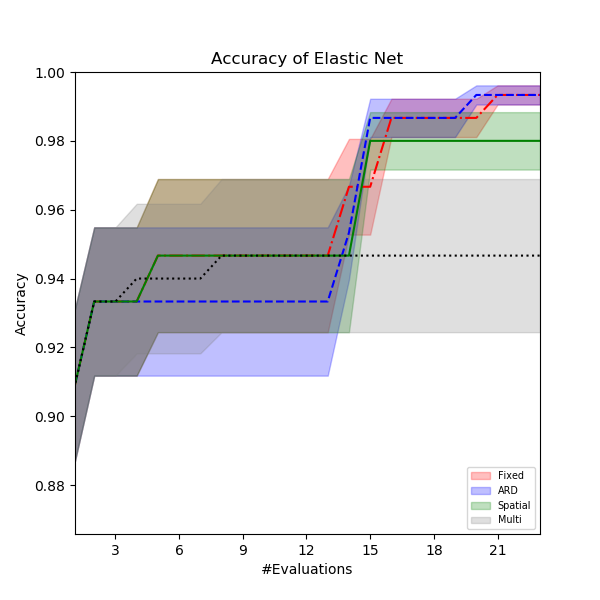 Accuracy of Elastic Net
1.00
0.98
0.96
0.94
0.92
0.90
0.88
Accuracy
3 6 9 12 15 18 21
#Evaluations
Fixed
ARD
Spatial
Multi